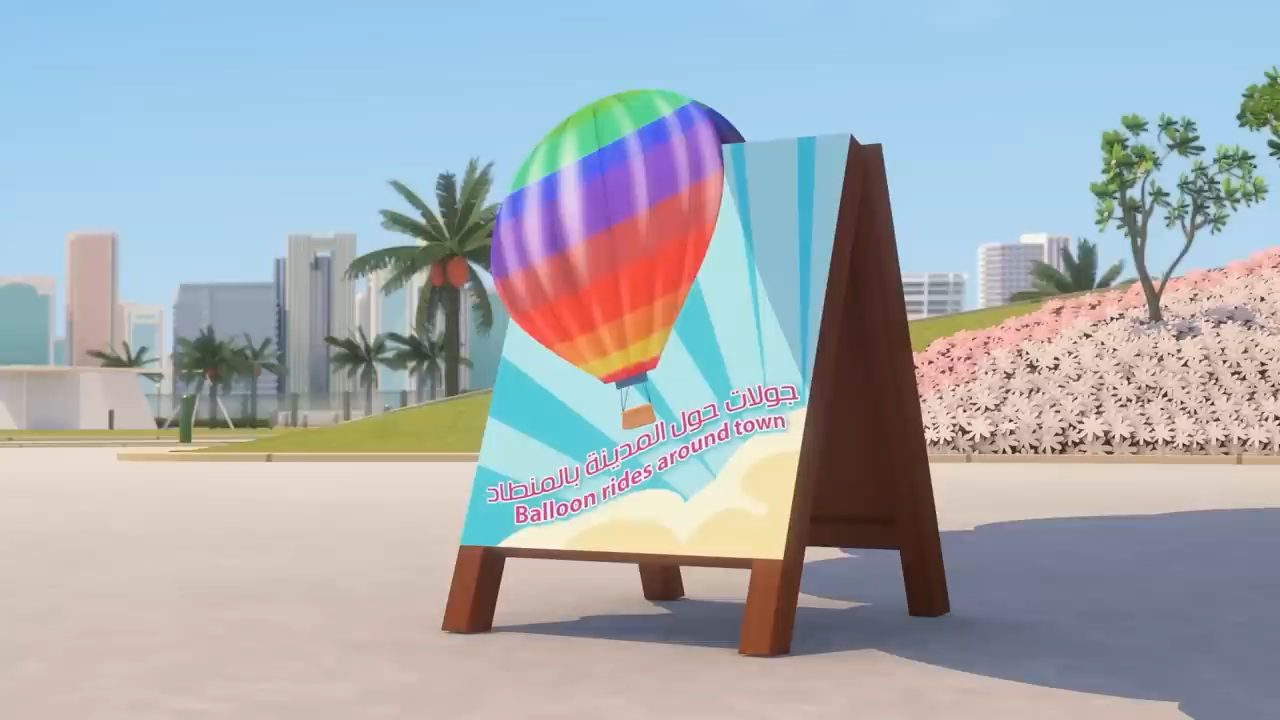 جولات حول المدينة بالمنطاد
Balloon rides around town